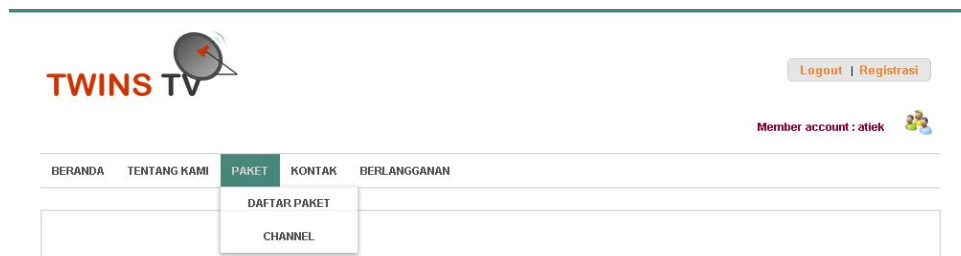 TWINS TV
Logout | Registrasi
Member account : atiek
BERANDA TENTANG KAMI PAKET KONTAK BERLANGGANAN
DAFTAR PAKET
CHANNEL